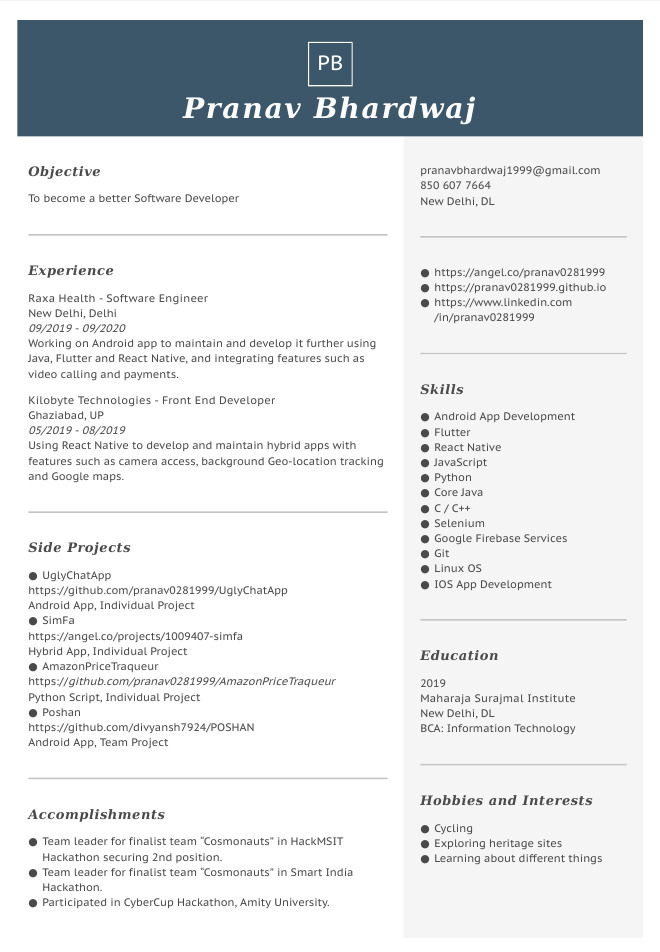 PB
Pranav Bhardwaj
Objective
To become a better Software Developer
Experience
Raxa Health - Software Engineer
New Delhi, Delhi
09/2019 - 09/2020
Working on Android app to maintain and develop it further using
Java, Flutter and React Native, and integrating features such as
video calling and payments.
Kilobyte Technologies - Front End Developer
Ghaziabad, UP
05/2019 - 08/2019
Using React Native to develop and maintain hybrid apps with
features such as camera access, background Geo-location tracking
and Google maps.
Side Projects
● UglyChatApp
https://github.com/pranav0281999/UglyChatApp
Android App, Individual Project
● SimFa
https://angel.co/projects/1009407-simfa
Hybrid App, Individual Project
● AmazonPriceTraqueur
https://github.com/pranav0281999/AmazonPriceTraqueur
Python Script, Individual Project
● Poshan
https://github.com/divyansh7924/POSHAN
Android App, Team Project
Accomplishments
● Team leader for finalist team “Cosmonauts” in HackMSIT
Hackathon securing 2nd position.
● Team leader for finalist team “Cosmonauts” in Smart India
Hackathon.
● Participated in CyberCup Hackathon, Amity University.
pranavbhardwaj1999@gmail.com
850 607 7664
New Delhi, DL
● https://angel.co/pranav0281999
● https://pranav0281999.github.io
● https://www.linkedin.com
/in/pranav0281999
Skills
● Android App Development
● Flutter
● React Native
● JavaScript
● Python
● Core Java
● C / C++
● Selenium
● Google Firebase Services
● Git
● Linux OS
● IOS App Development
Education
2019
Maharaja Surajmal Institute
New Delhi, DL
BCA: Information Technology
Hobbies and Interests
● Cycling
● Exploring heritage sites
● Learning about different things